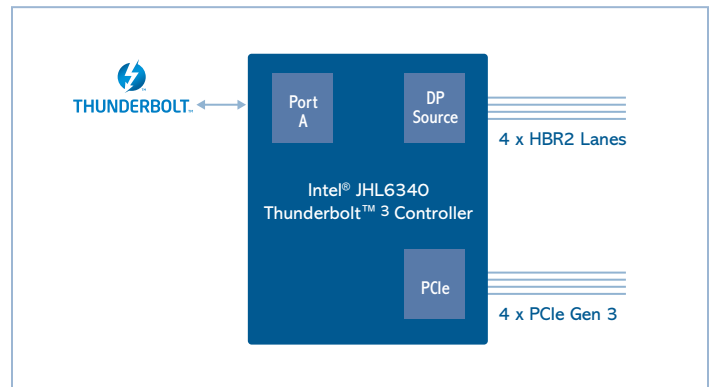 THUNDERBOLT™
Port
A
DP
Source
4 x HBR2 Lanes
Intel® JHL6340
Thunderbolt™ 3 Controller
PCIe
4 x PCIe Gen 3